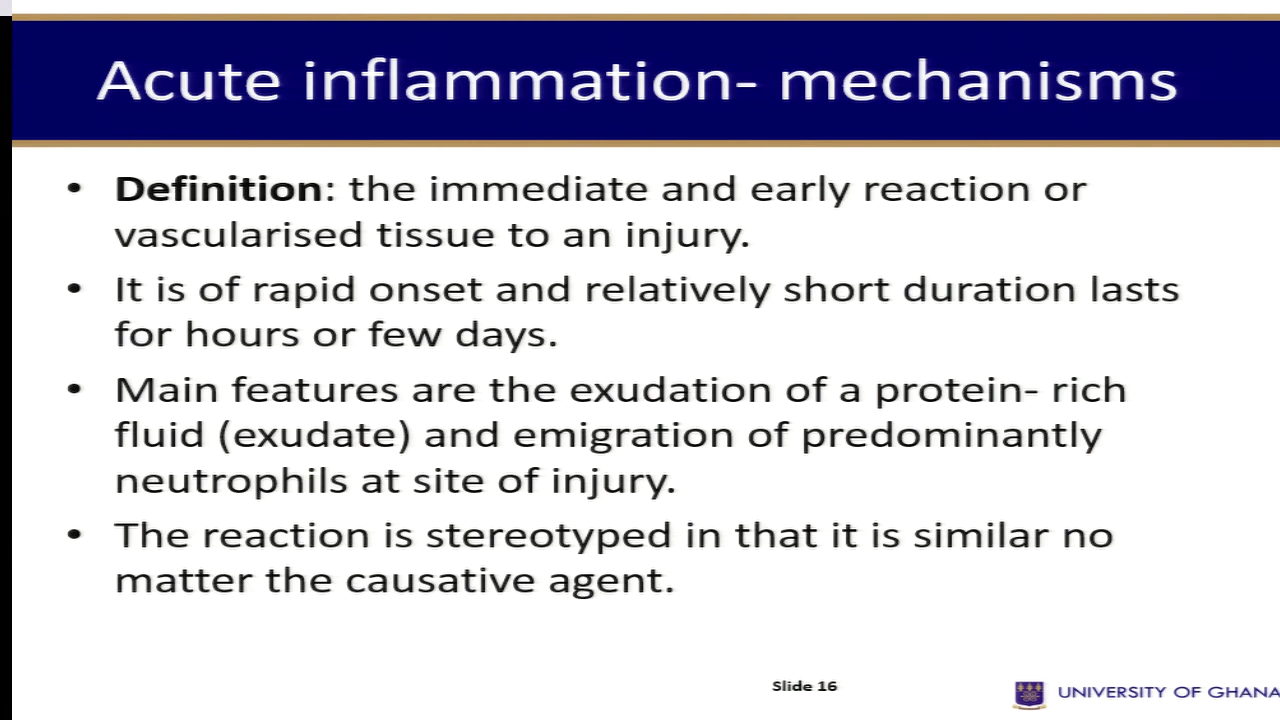 Acute inflammation- mechanisms
• Definition: the immediate and early reaction or
vascularised tissue to an injury.
• It is of rapid onset and relatively short duration lasts
for hours or few days.
• Main features are the exudation of a protein- rich
fluid (exudate) and emigration of predominantly
neutrophils at site of injury.
• The reaction is stereotyped in that it is similar no
matter the causative agent.
Slide 16
UNIVERSITY OF GHANA